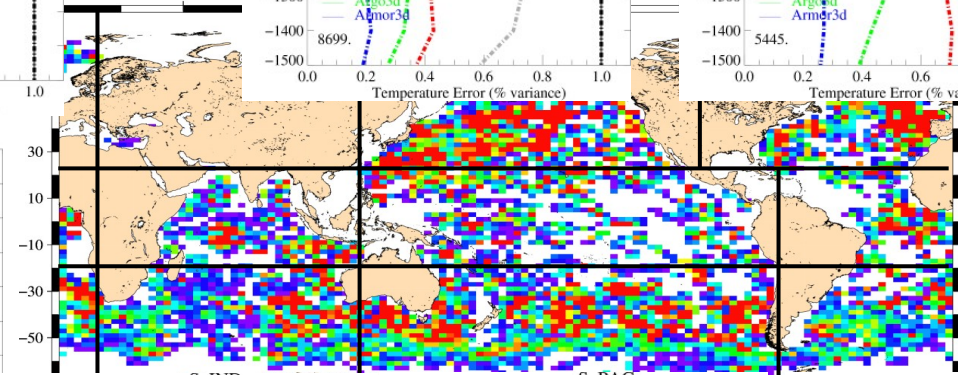 Argo3d
Armor3d
-1400
8699.
-1500
0.0 0.2 0.4 0.6 0.8 1.0
Temperature Error (% variance)
1.0
Armor3d
-1400
5445.
-1500
0.0 0.2 0.4 0.6
Temperature Error (% va
30
10
-10
-30
-50